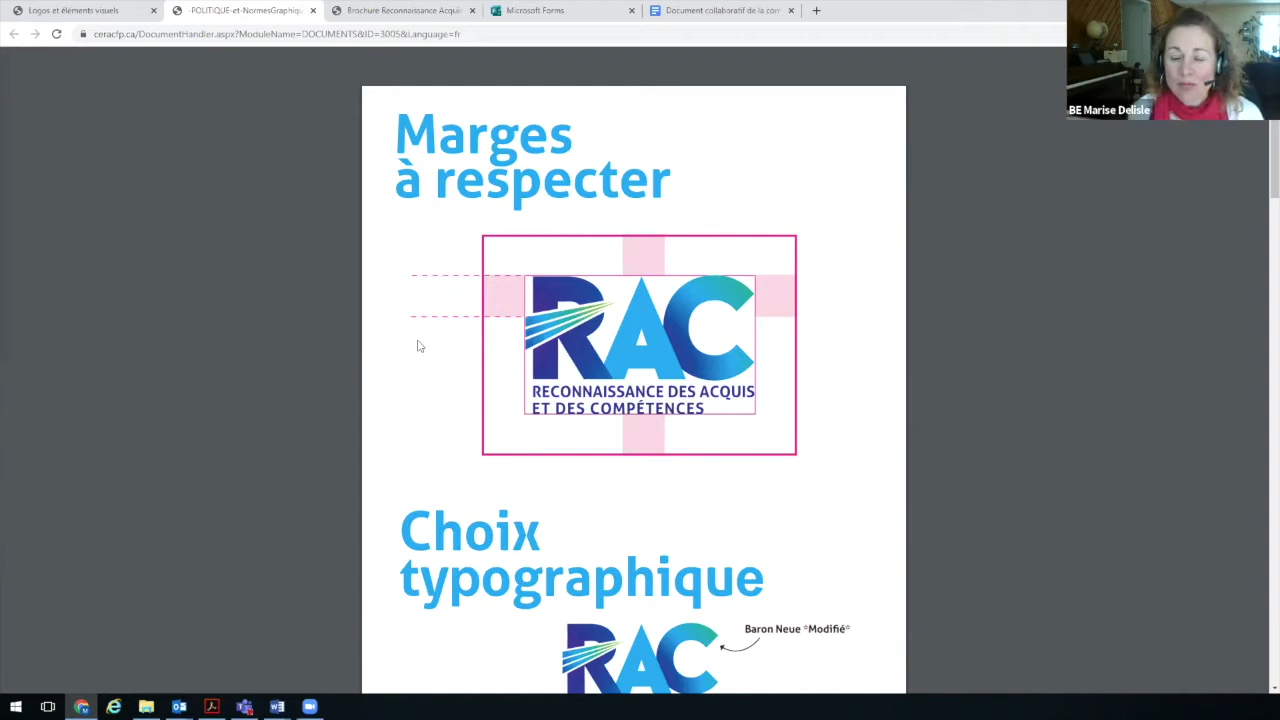 Logos et éléments visuels
-POLITIQUE-et-NormesGraphiqu
Brochure Reconnaissance Acqui
Microsoft Forms
Document collaboratif de la com
ceracfp.ca/DocumentHandler.aspx?ModuleName=DOCUMENTS&ID=3005&Language=fr
BE Marise Delisle
Marges
à respecter
RAC
RECONNAISSANCE DES ACQUIS
ET DES COMPÉTENCES
Choix
typographique
RAC
Baron Neue *Modifié*